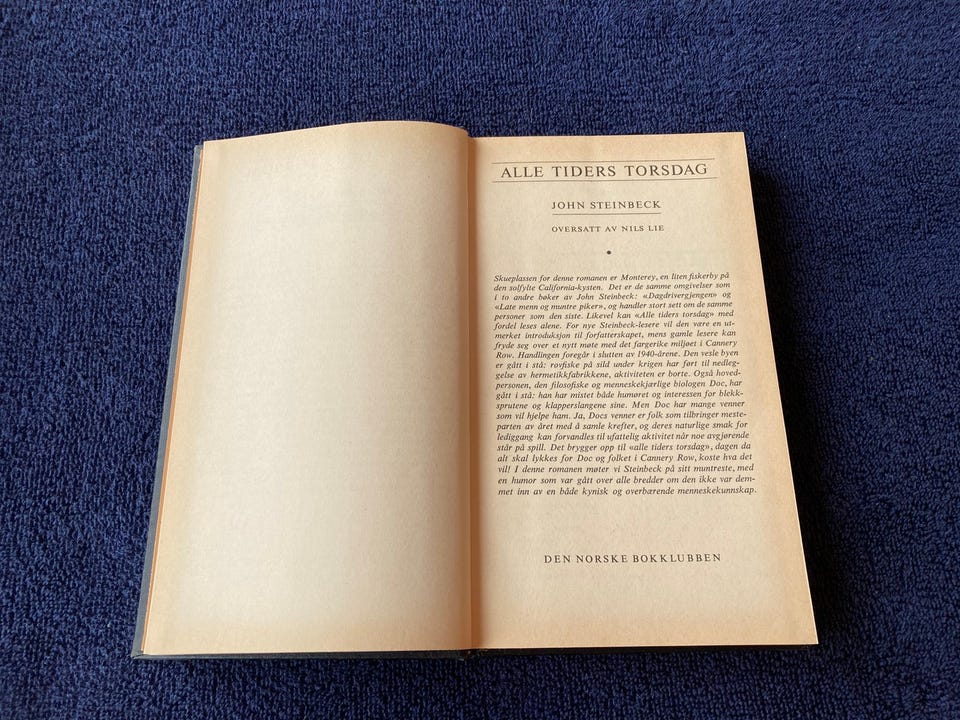 ALLE TIDERS TORSDAG
JOHN STEINBECK
OVERSATT AV NILS LIE
•
Skueplassen for denne romanen er Monterey, en liten fiskerby på
den solfylte California-kysten. Det er de samme omgivelser som
i to andre bøker av John Steinbeck: «Dagdrivergjengen» og
«Late menn og muntre piker», og handler stort sett om de samme
personer som den siste. Likevel kan «Alle tiders torsdag» med
fordel leses alene. For nye Steinbeck-lesere vil den være en ut-
merket introduksjon til forfatterskapet, mens gamle lesere kan
fryde seg over et nytt møte med det fargerike miljøet i Cannery
Row. Handlingen foregår i slutten av 1940-årene. Den vesle byen
er gått i stå: rovfiske på sild under krigen har ført til nedleg-
gelse av hermetikkfabrikkene, aktiviteten er borte. Også hoved-
personen, den filosofiske og menneskekjærlige biologen Doc, har
gått i stå: han har mistet både humøret og interessen for blekk-
sprutene og klapperslangene sine. Men Doc har mange venner
som vil hjelpe ham. Ja, Docs venner er folk som tilbringer meste-
parten av året med å samle krefter, og deres naturlige smak for
lediggang kan forvandles til ufattelig aktivitet når noe avgjørende
står på spill. Det brygger opp til «alle tiders torsdag», dagen da
alt skal lykkes for Doc og folket i Cannery Row, koste hva det
vil! I denne romanen møter vi Steinbeck på sitt muntreste, med
en humor som var gått over alle bredder om den ikke var dem-
met inn av en både kynisk og overbærende menneskekunnskap.
DEN NORSKE BOKKLUBBEN